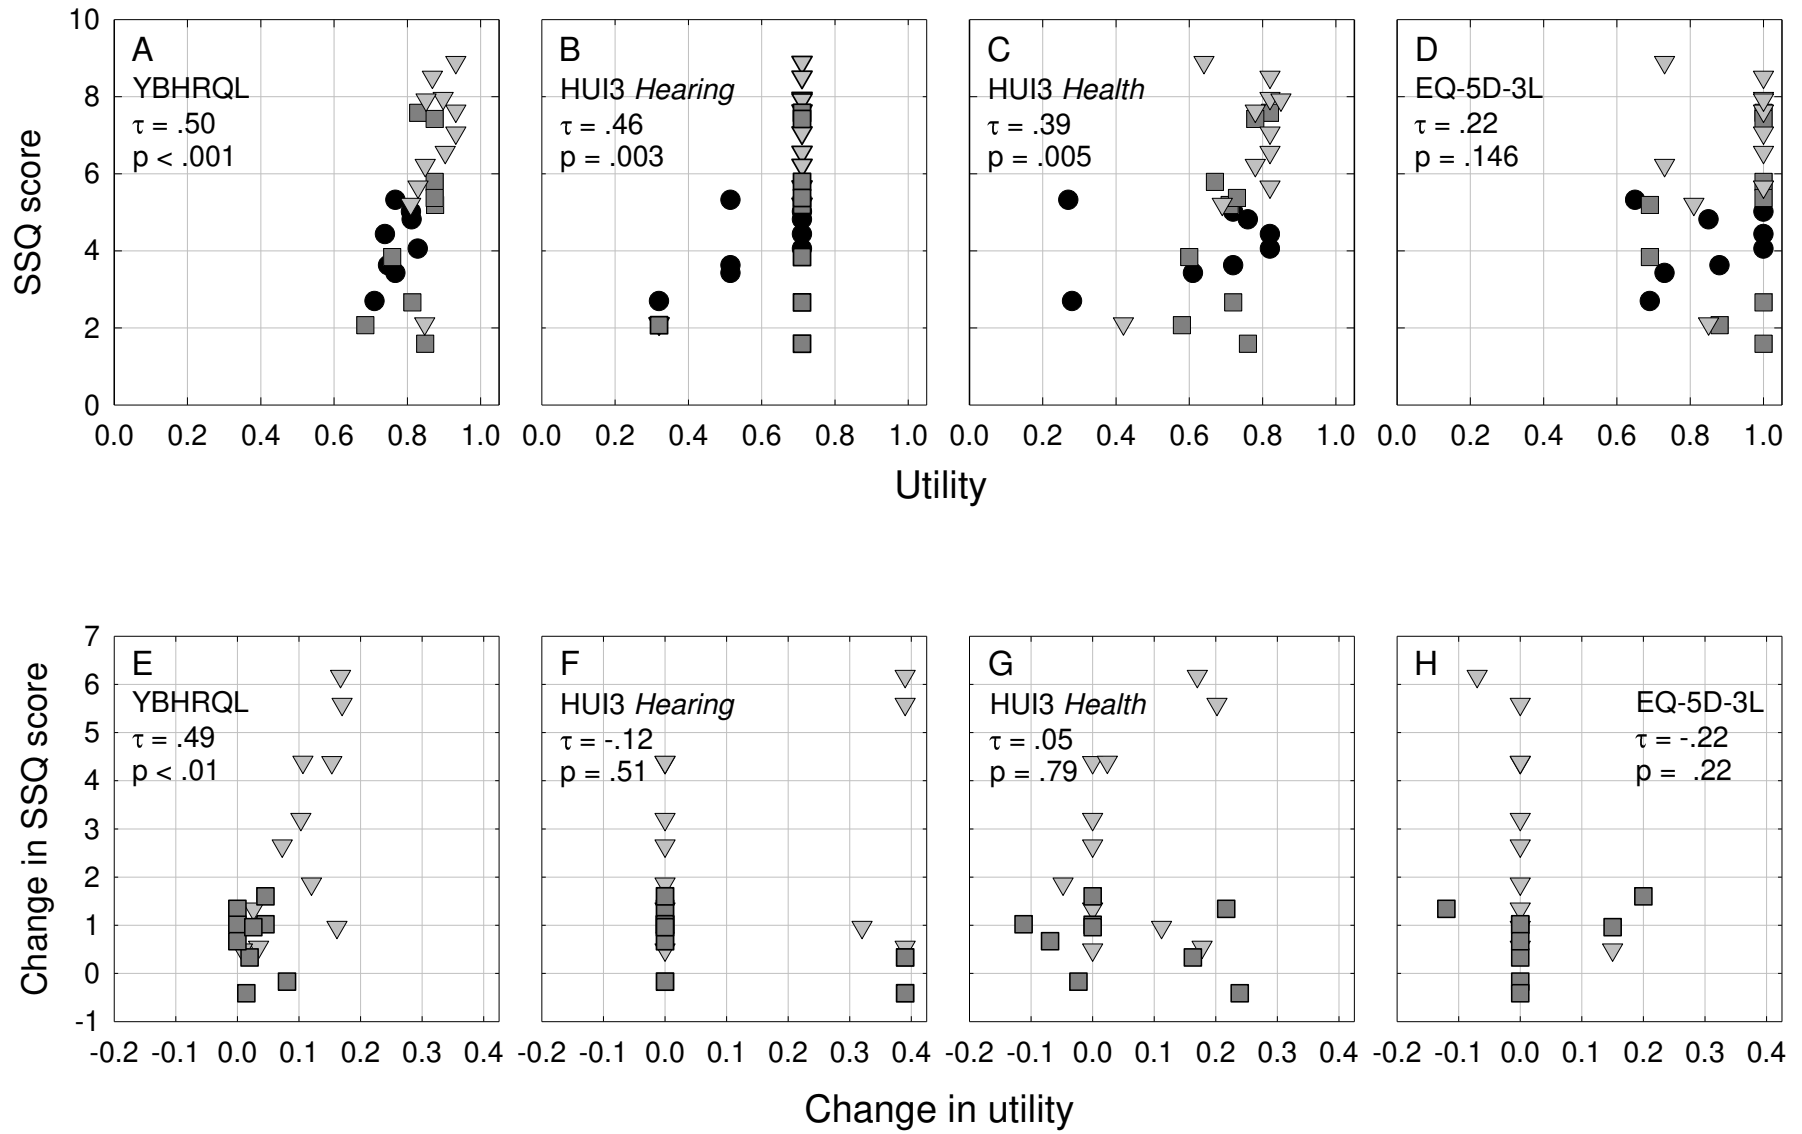 10
8
6
4
2
0
SSQ score
A
YBHRQL
τ = .50
p < .001
B
HUI3 Hearing
τ = .46
p = .003
C
HUI3 Health
τ = .39
p = .005
D
EQ-5D-3L
τ = .22
p = .146
0.0 0.2 0.4 0.6 0.8 1.0 0.0 0.2 0.4 0.6 0.8 1.0 0.0 0.2 0.4 0.6 0.8 1.0 0.0 0.2 0.4 0.6 0.8 1.0
Utility
7
6
5
4
3
2
1
0
-1
Change in SSQ score
E
YBHRQL
τ = .49
p < .01
F
HUI3 Hearing
τ = -.12
p = .51
G
HUI3 Health
τ = .05
p = .79
H
EQ-5D-3L
τ = -.22
p = .22
-0.2 -0.1 0.0 0.1 0.2 0.3 0.4 -0.2 -0.1 0.0 0.1 0.2 0.3 0.4 -0.2 -0.1 0.0 0.1 0.2 0.3 0.4 -0.2 -0.1 0.0 0.1 0.2 0.3 0.4
Change in utility